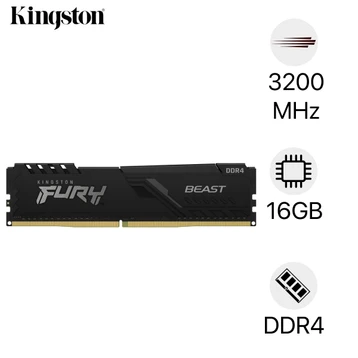 Kingston
3200
MHz
DDR4
KINGSTON
FURY
BEAST
16GB
DDR4